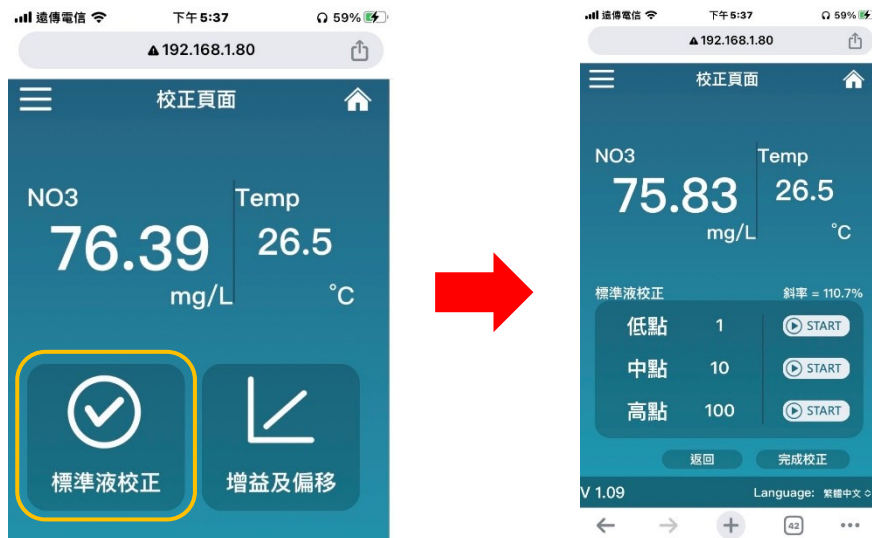 遠傳電信 下午5:37 59%
192.168.1.80
校正頁面
NO3 Temp
76.39 26.5
mg/L °C
標準液校正 增益及偏移
遠傳電信 下午5:37 59%
192.168.1.80
校正頁面
NO3 Temp
75.83 26.5
mg/L °C
標準液校正 斜率 = 110.7%
低點 1 START
中點 10 START
高點 100 START
返回 完成校正
V 1.09 Language: 繁體中文
42